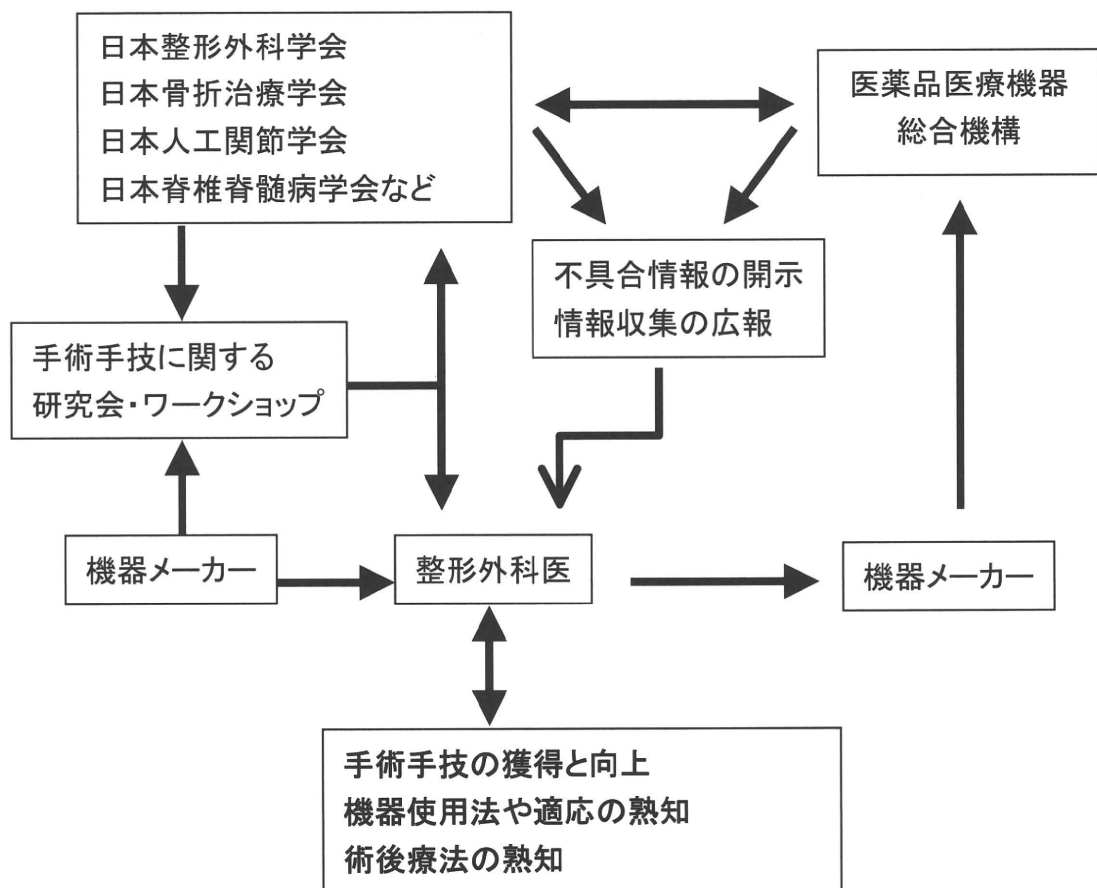 日本整形外科学会
日本骨折治療学会
日本人工関節学会
日本脊椎脊髄病学会など
医薬品医療機器
総合機構
不具合情報の開示
情報収集の広報
手術手技に関する
研究会・ワークショップ
機器メーカー
整形外科医
機器メーカー
手術手技の獲得と向上
機器使用法や適応の熟知
術後療法の熟知